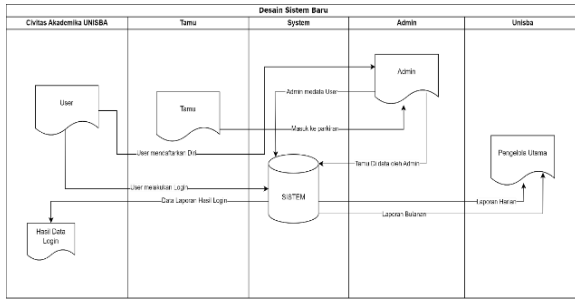 Desain Sistem Baru
Civitas Akademika UNISBA
Tamu
System
Admin
Unisba
Admin
User
Admin medata User
Tamu
Masuk ke parkiran
User mendaftarkan Diri
Tamu Di data oleh Admin
Pengelola Utama
User melakukan Login
SISTEM
Data Laporan Hasil Login
Laporan Harian
Laporan Bulanan
Hasil Data
Login